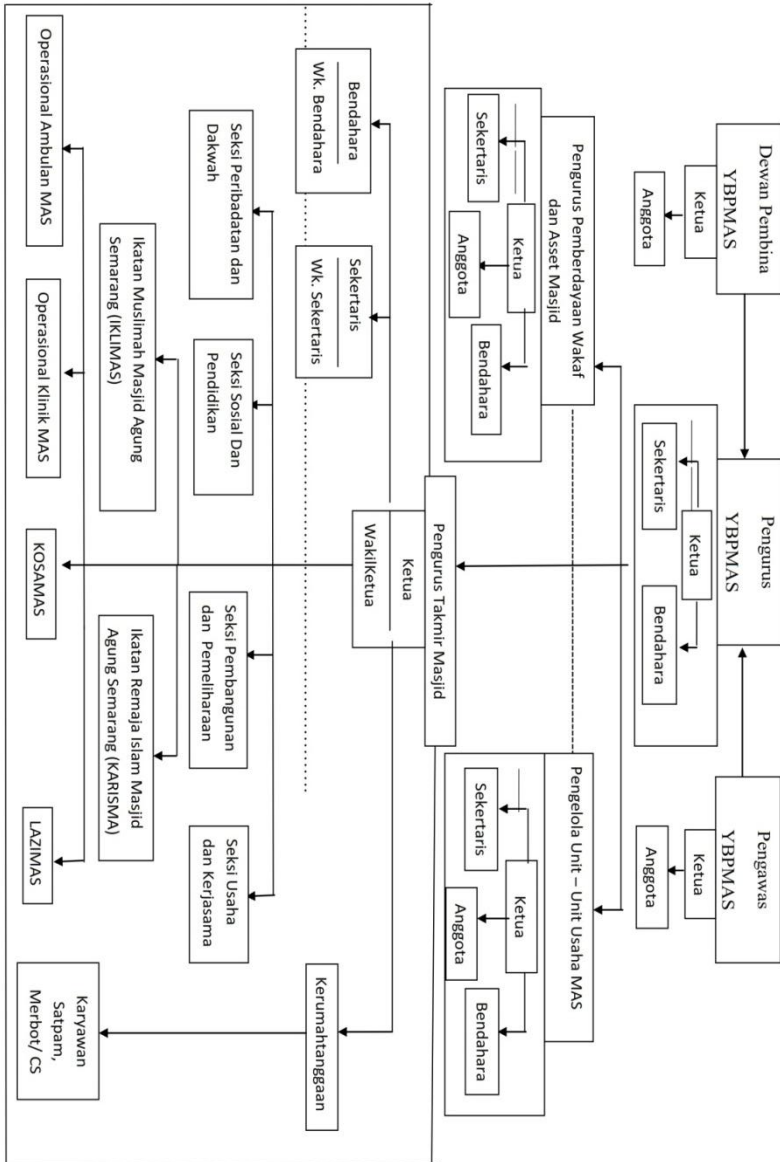 Dewan Pembina
YBPMAS
Ketua
Anggota
Pengurus
YBPMAS
Ketua
Sekertaris
Bendahara
Pengawas
YBPMAS
Ketua
Anggota
Pengurus Pemberdayaan Wakaf
dan Asset Masjid
Ketua
Sekertaris
Bendahara
Anggota
Pengelola Unit – Unit Usaha MAS
Ketua
Sekertaris
Bendahara
Anggota
Pengurus Takmir Masjid
Ketua
WakilKetua
Bendahara
Wk. Bendahara
Sekertaris
Wk. Sekertaris
Kerumahtanggaan
Seksi Peribadatan dan
Dakwah
Seksi Sosial Dan
Pendidikan
Seksi Pembangunan
dan Pemeliharaan
Seksi Usaha
dan Kerjasama
Ikatan Muslimah Masjid Agung
Semarang (IKLIMAS)
Ikatan Remaja Islam Masjid
Agung Semarang (KARISMA)
Karyawan
Satpam,
Merbot/ CS
Operasional Ambulan MAS
Operasional Klinik MAS
KOSAMAS
LAZIMAS